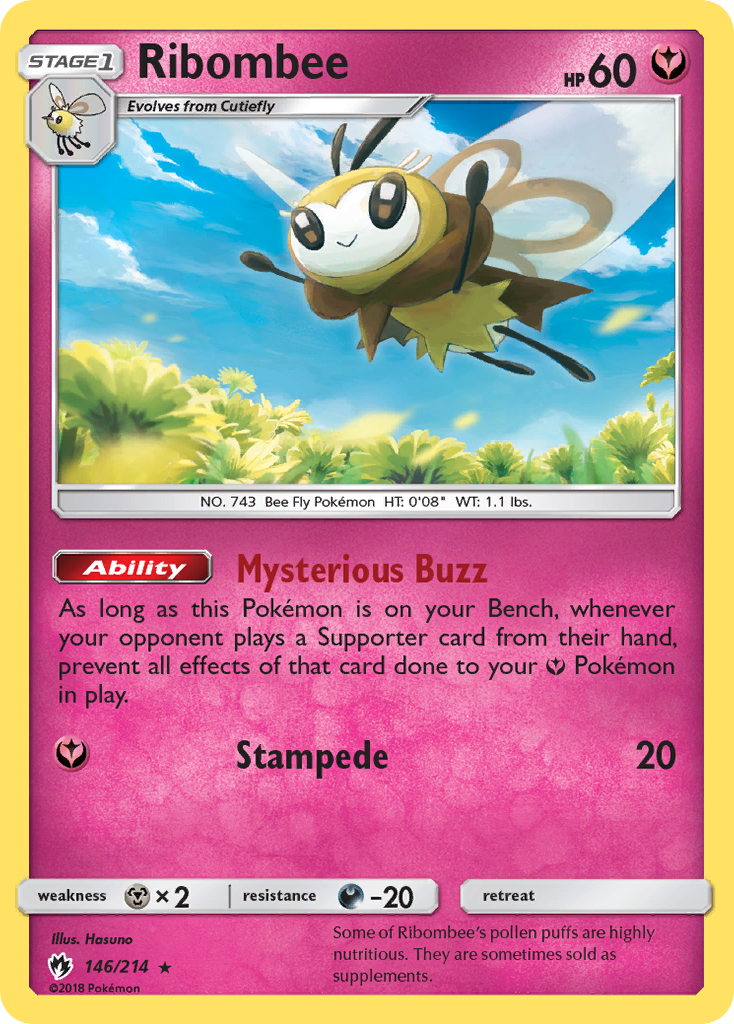 STAGE1
Ribombee
HP60
Evolves from Cutiefly
NO. 743 Bee Fly Pokémon HT: 0'08" WT: 1.1 lbs.
Ability Mysterious Buzz
As long as this Pokémon is on your Bench, whenever
your opponent plays a Supporter card from their hand,
prevent all effects of that card done to your Pokémon
in play.
Stampede 20
weakness ×2 resistance -20 retreat
Illus. Hasuno
146/214 ★
©2018 Pokémon
Some of Ribombee's pollen puffs are highly
nutritious. They are sometimes sold as
supplements.